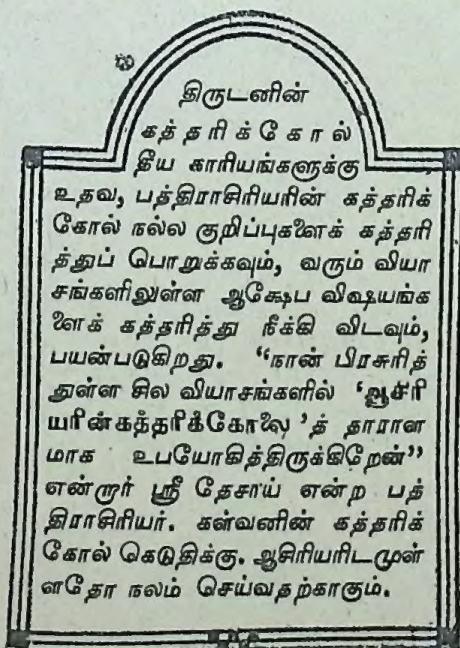 திருடனின்
கத்தரிக்கோல்
தீய காரியங்களுக்கு
உதவ, பத்திராசிரியரின் கத்தரிக்
கோல் நல்ல குறிப்புகளைக் கத்தரி
த்துப் பொறுக்கவும், வரும் வியா
சங்களிலுள்ள ஆக்ஷேப விஷயங்க
ளைக் கத்தரித்து நீக்கி விடவும்,
பயன்படுகிறது. “நான் பிரசுரித்
துள்ள சில வியாசங்களில் ‘ஆசிரி
யரின்கத்தரிக்கோலை’த் தாராள
மாக உபயோகித்திருக்கிறேன்”
என்றார் ஸ்ரீ தேசாய் என்ற பத்
திராசிரியர். கள்வனின் கத்தரிக்
கோல் கெடுதிக்கு. ஆசிரியரிடமுள்
ளதோ நலம் செய்வதற்காகும்.